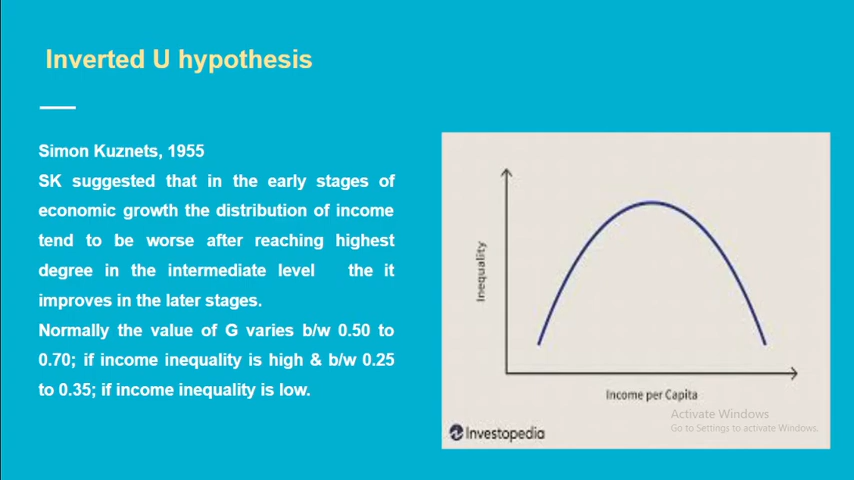 Inverted U hypothesis
Simon Kuznets, 1955
SK suggested that in the early stages of
economic growth the distribution of income
tend to be worse after reaching highest
degree in the intermediate level the it
improves in the later stages.
Normally the value of G varies b/w 0.50 to
0.70; if income inequality is high & b/w 0.25
to 0.35; if income inequality is low.
Inequality
Income per Capita
Investopedia
Activate Windows
Go to Settings to activate Windows.